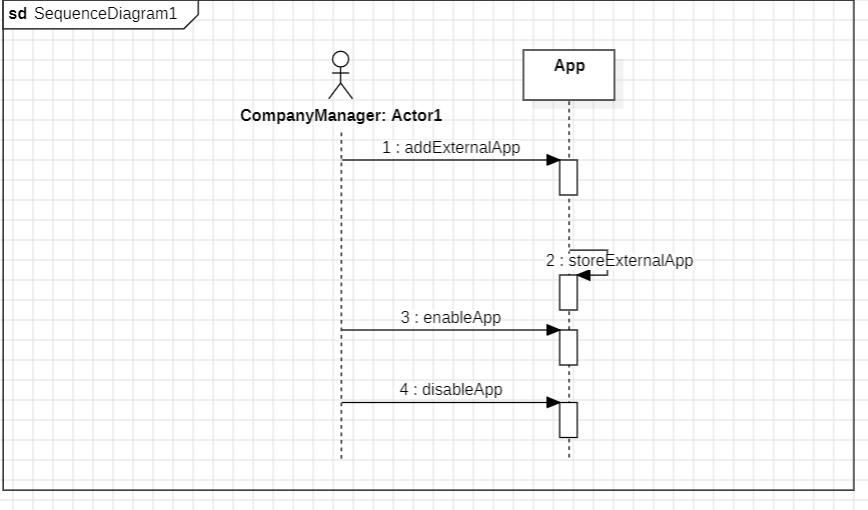 sd SequenceDiagram1
App
CompanyManager: Actor1
1 : addExternalApp
2 : storeExternalApp
3 : enableApp
4 : disableApp